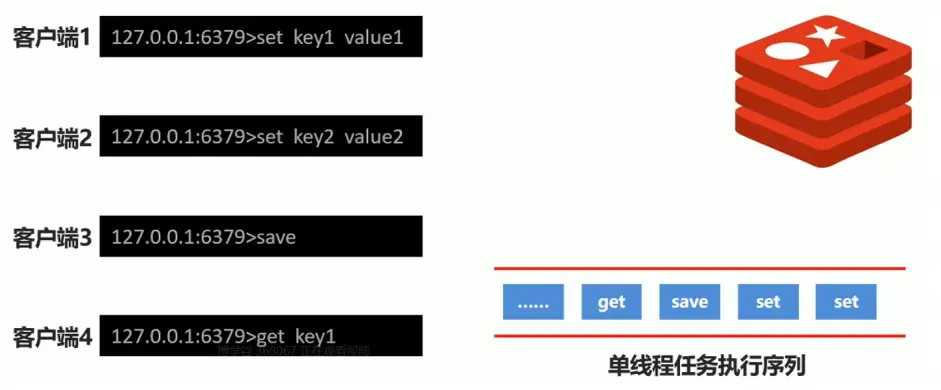 客户端1 127.0.0.1:6379>set key1 value1
客户端2 127.0.0.1:6379>set key2 value2
客户端3 127.0.0.1:6379>save
客户端4 127.0.0.1:6379>get key1
…… get save set set
单线程任务执行序列